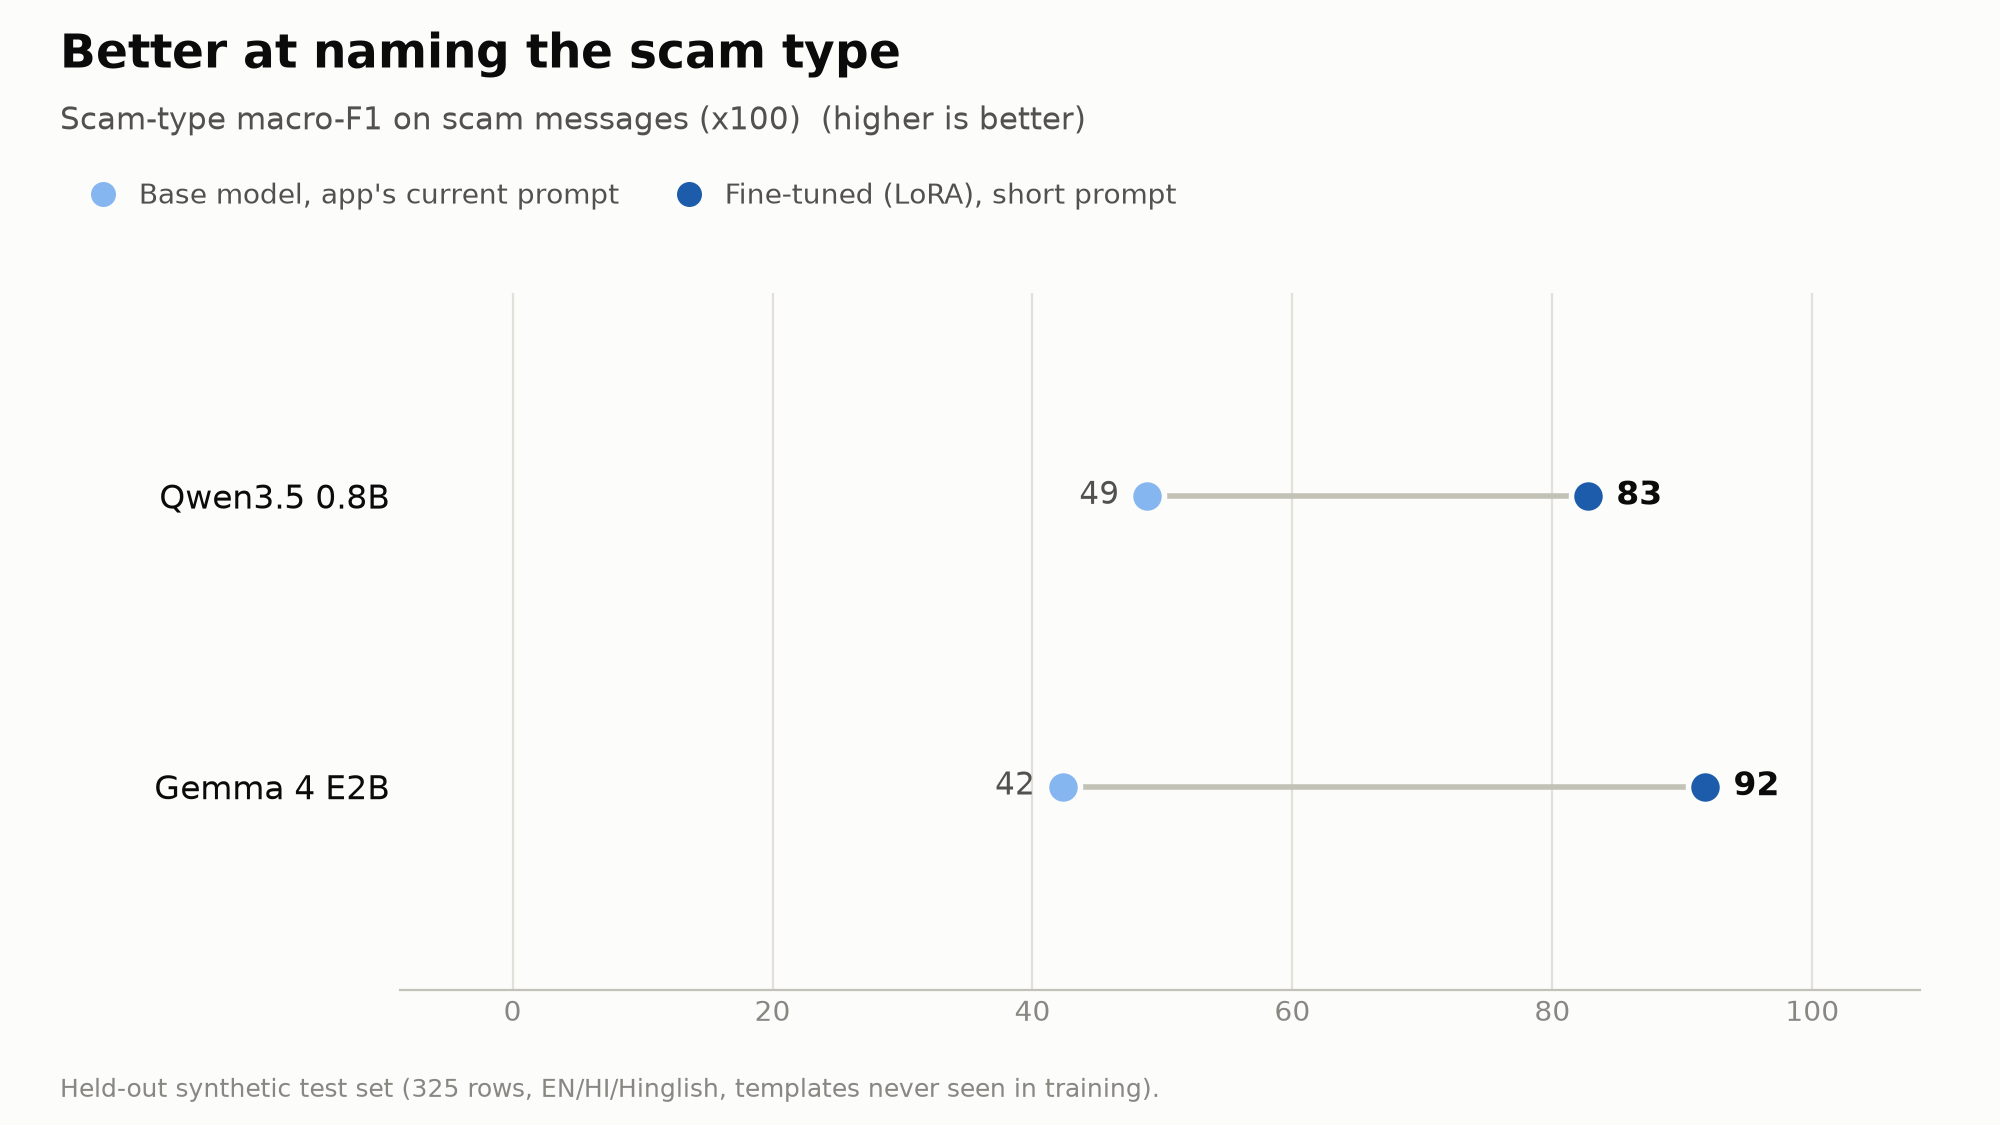 Better at naming the scam type
Scam-type macro-F1 on scam messages (x100)  (higher is better)
Base model, app's current prompt  Fine-tuned (LoRA), short prompt
Qwen3.5 0.8B  49  83
Gemma 4 E2B  42  92
0  20  40  60  80  100
Held-out synthetic test set (325 rows, EN/HI/Hinglish, templates never seen in training).